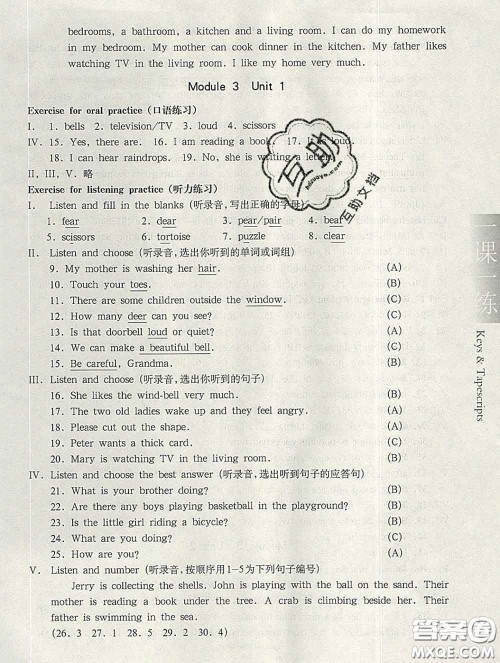 bedrooms, a bathroom, a kitchen and a living room. I can do my homework
in my bedroom. My mother can cook dinner in the kitchen. My father likes
watching TV in the living room. I like my home very much.
Module 3 Unit 1
Exercise for oral practice (口语练习)
I. 1. bells 2. television/TV 3. loud 4. scissors
IV. 15. Yes, there are. 16. I am reading a book. 17. It is loud.
18. I can hear raindrops. 19. No, she is writing a letter.
II, III, V. 略
Exercise for listening practice (听力练习)
I. Listen and fill in the blanks (听录音,写出正确的字母)
1. fear 2. door 3. pear/pair 4. bear
5. scissors 6. tortoise 7. puzzle 8. clear
II. Listen and choose (听录音,选出你听到的单词或词组)
9. My mother is washing her hair. (A)
10. Touch your toes. (B)
11. There are some children outside the window. (C)
12. How many deer can you see? (C)
13. Is that doorbell loud or quiet? (C)
14. We can make a beautiful bell. (C)
15. Be careful, Grandma. (C)
III. Listen and choose (听录音,选出你听到的句子)
16. She likes the wind-bell very much. (B)
17. The two old ladies wake up and they feel angry. (A)
18. Please cut out the shape. (B)
19. Peter wants a thick card. (C)
20. Mary is watching TV in the living room. (B)
IV. Listen and choose the best answer (听录音,选出听到句子的应答句)
21. What is your brother doing? (B)
22. Are there any boys playing basketball in the playground. (B)
23. Is the little girl riding a bicycle? (C)
24. What are you doing? (C)
25. How are you? (A)
V. Listen and number (听录音,按顺序用1-5为下列句子编号)
Jerry is collecting the shells. John is playing with the ball on the sand. Their
mother is reading a book under the tree. A crab is climbing beside her. Their
father is swimming in the sea.
(26. 3 27. 1 28. 5 29. 2 30. 4)
一课一练
Keys & Tapescripts
互助
互助文档
答案圈
MXQE.COM